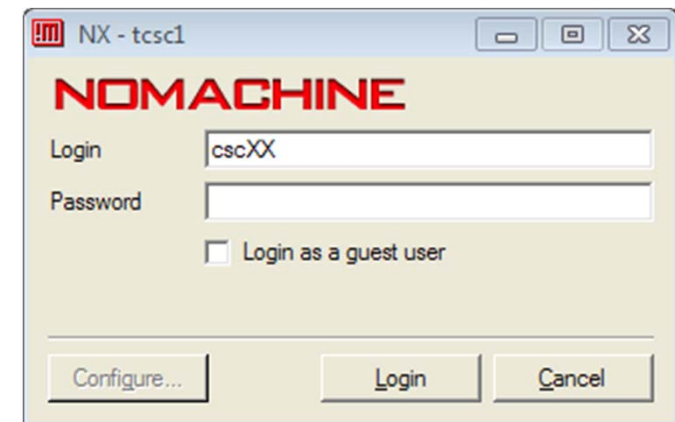 NX - tcsc1
NOMACHINE
Login cscXX
Password
Login as a guest user
Configure... Login Cancel